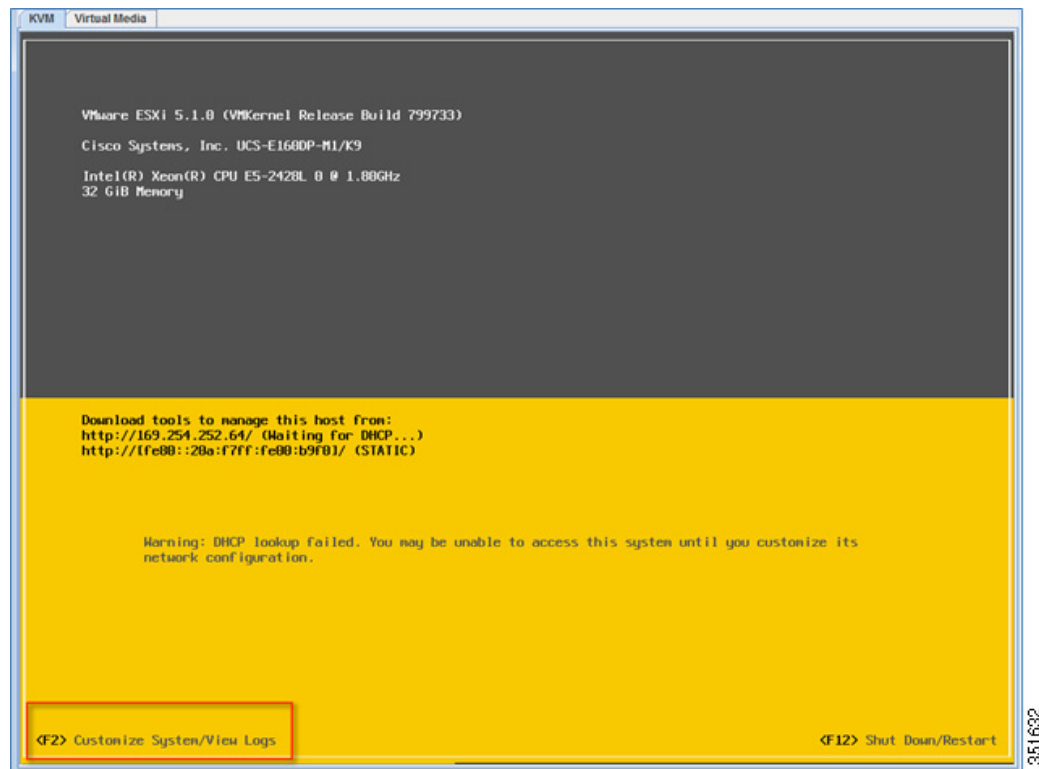 KVM Virtual Media
VMware ESXi 5.1.0 (VMKernel Release Build 799733)
Cisco Systems, Inc. UCS-E160DP-M1/K9
Intel(R) Xeon(R) CPU E5-2428L 0 @ 1.80GHz
32 GiB Memory
Download tools to manage this host from:
http://169.254.252.64/ (Waiting for DHCP...)
http://[fe80::20a:f7ff:fe00:b9f0]/ (STATIC)
Warning: DHCP lookup failed. You may be unable to access this system until you customize its
network configuration.
<F2> Customize System/View Logs
<F12> Shut Down/Restart
351632